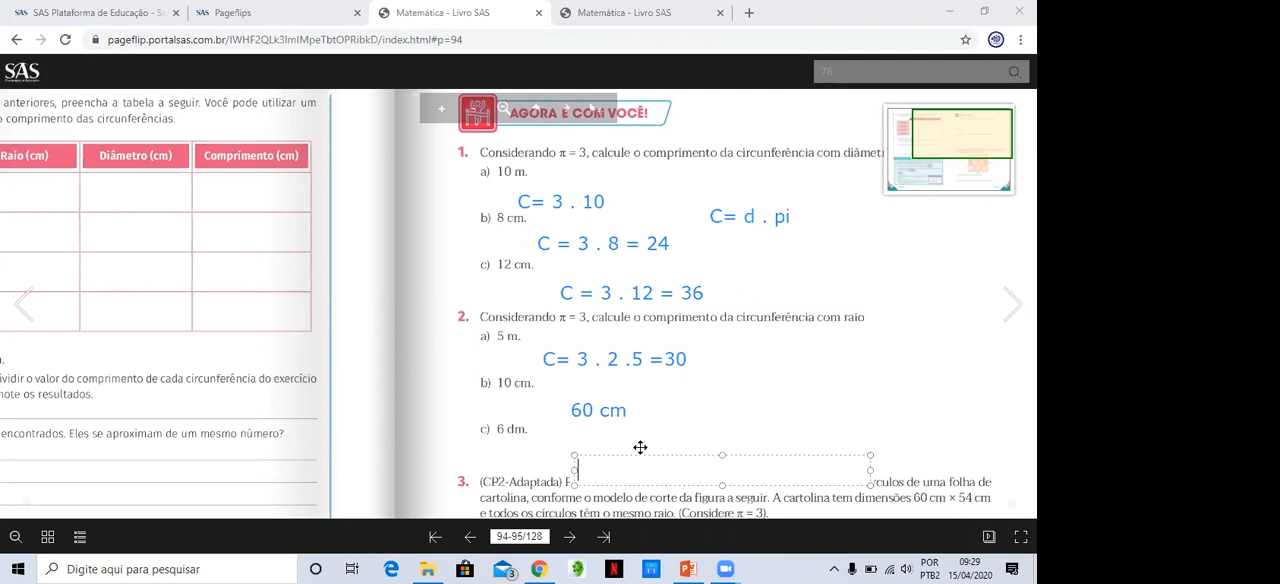 SAS Plataforma de Educação - S
Pageflips
Matemática - Livro SAS
Matemática - Livro SAS
pageflip.portalsas.com.br/IWHF2QLk3ImIMpeTbtOPRibkD/index.html#p=94
SAS
76
anteriores, preencha a tabela a seguir. Você pode utilizar um
o comprimento das circunferências.
Raio (cm)
Diâmetro (cm)
Comprimento (cm)
dividir o valor do comprimento de cada circunferência do exercício
note os resultados.
encontrados. Eles se aproximam de um mesmo número?
AGORA É COM VOCÊ!
1. Considerando π = 3, calcule o comprimento da circunferência com diâmet
a) 10 m.
C= 3 . 10
b) 8 cm.
C= d . pi
C = 3 . 8 = 24
c) 12 cm.
C = 3 . 12 = 36
2. Considerando π = 3, calcule o comprimento da circunferência com raio
a) 5 m.
C= 3 . 2 .5 =30
b) 10 cm.
60 cm
c) 6 dm.
3. (CP2-Adaptada)
rculos de uma folha de
cartolina, conforme o modelo de corte da figura a seguir. A cartolina tem dimensões 60 cm × 54 cm
e todos os círculos têm o mesmo raio. (Considere π = 3).
94-95/128
Digite aqui para pesquisar
3
POR
PTB2
09:29
15/04/2020